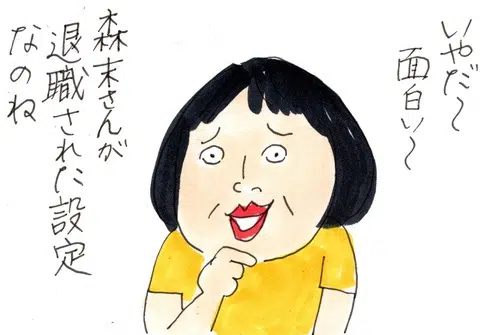 いやだ～
面白い～
森末さんが
退職された設定
なのね